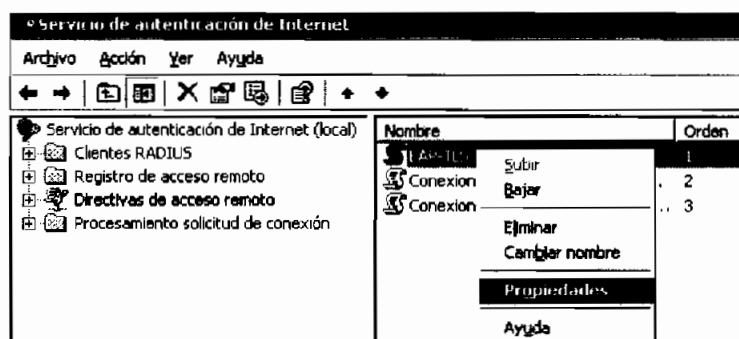 Servicio de autenticación de Internet
Archivo Acción Ver Ayuda
Servicio de autenticación de Internet (local)
Clientes RADIUS
Registro de acceso remoto
Directivas de acceso remoto
Procesamiento solicitud de conexión
Nombre Orden
1
Conexion . 2
Conexion .. 3
Subir
Bajar
Eliminar
Cambiar nombre
Propiedades
Ayuda